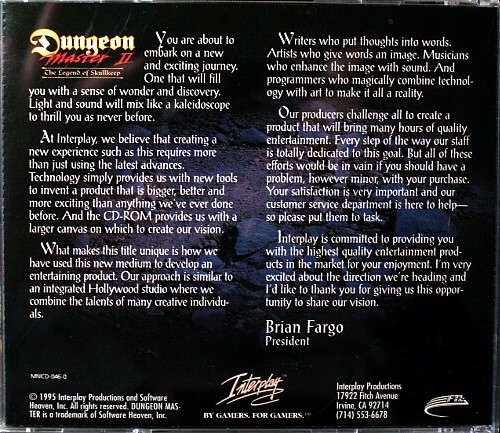 Dungeon
Master II
The Legend of Skullkeep
You are about to
embark on a new
and exciting journey.
One that will fill
you with a sense of wonder and discovery.
Light and sound will mix like a kaleidoscope
to thrill you as never before.
At Interplay, we believe that creating a
new experience such as this requires more
than just using the latest advances.
Technology simply provides us with new tools
to invent a product that is bigger, better and
more exciting than anything we've ever done
before. And the CD-ROM provides us with a
larger canvas on which to create our vision.
What makes this title unique is how we
have used this new medium to develop an
entertaining product. Our approach is similar to
an integrated Hollywood studio where we
combine the talents of many creative individu-
als.
Writers who put thoughts into words.
Artists who give words an image. Musicians
who enhance the image with sound. And
programmers who magically combine technol-
ogy with art to make it all a reality.
Our producers challenge all to create a
product that will bring many hours of quality
entertainment. Every step of the way our staff
is totally dedicated to this goal. But all of these
efforts would be in vain if you should have a
problem, however minor, with your purchase.
Your satisfaction is very important and our
customer service department is here to help—
so please put them to task.
Interplay is committed to providing you
with the highest quality entertainment prod-
ucts in the market for your enjoyment. I'm very
excited about the direction we're heading and
I'd like to thank you for giving us this oppor-
tunity to share our vision.
Brian Fargo
President
MNCD-046-0
© 1995 Interplay Productions and Software
Heaven, Inc. All rights reserved. DUNGEON MAS-
TER is a trademark of Software Heaven, Inc.
Interplay™
BY GAMERS. FOR GAMERS.™
Interplay Productions
17922 Fitch Avenue
Irvine, CA 92714
(714) 553-6678
FTL